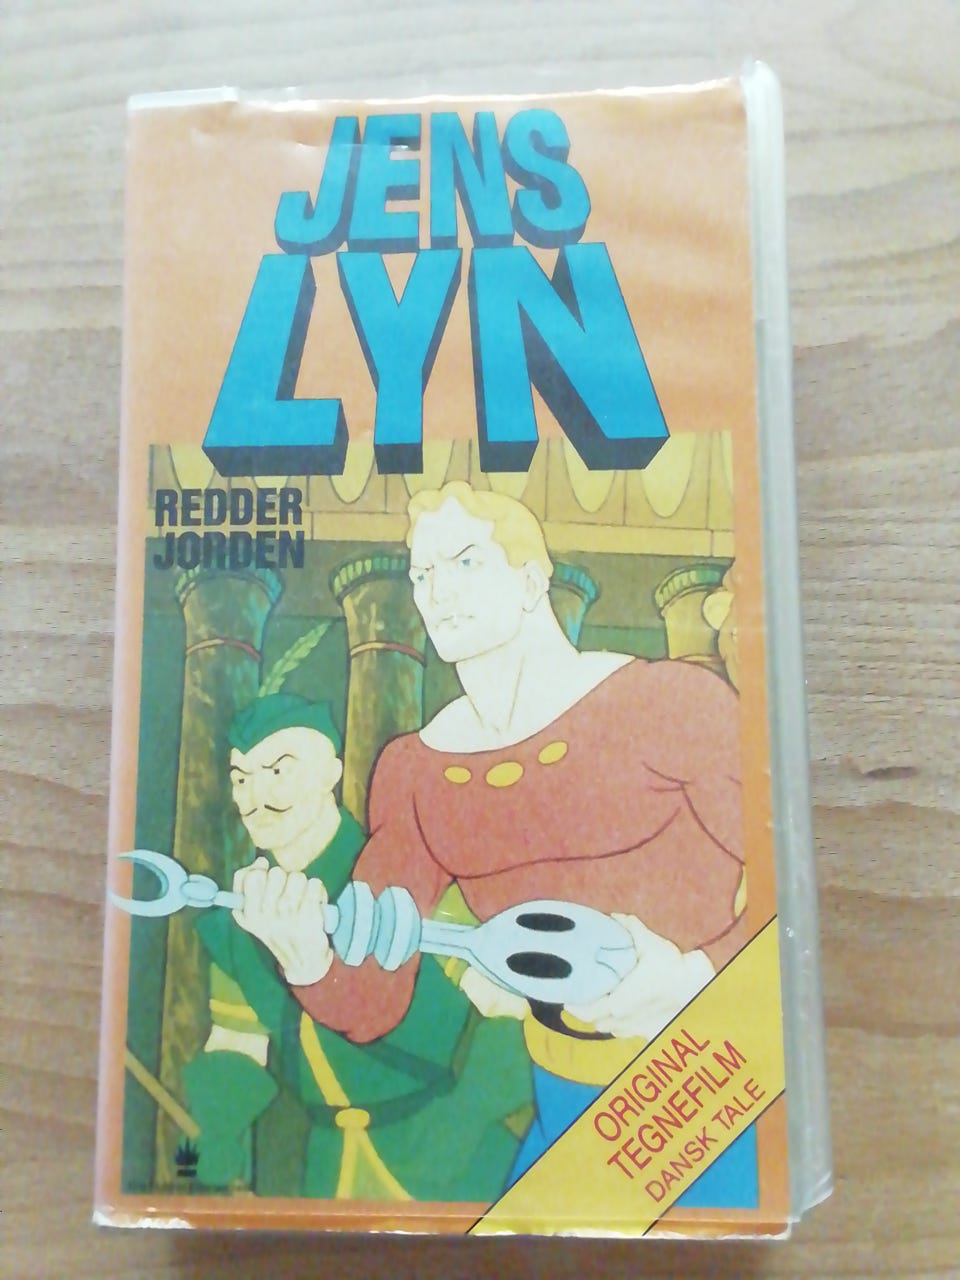 JENS
LYN
REDDER
JORDEN
ORIGINAL
TEGNEFILM
DANSK TALE